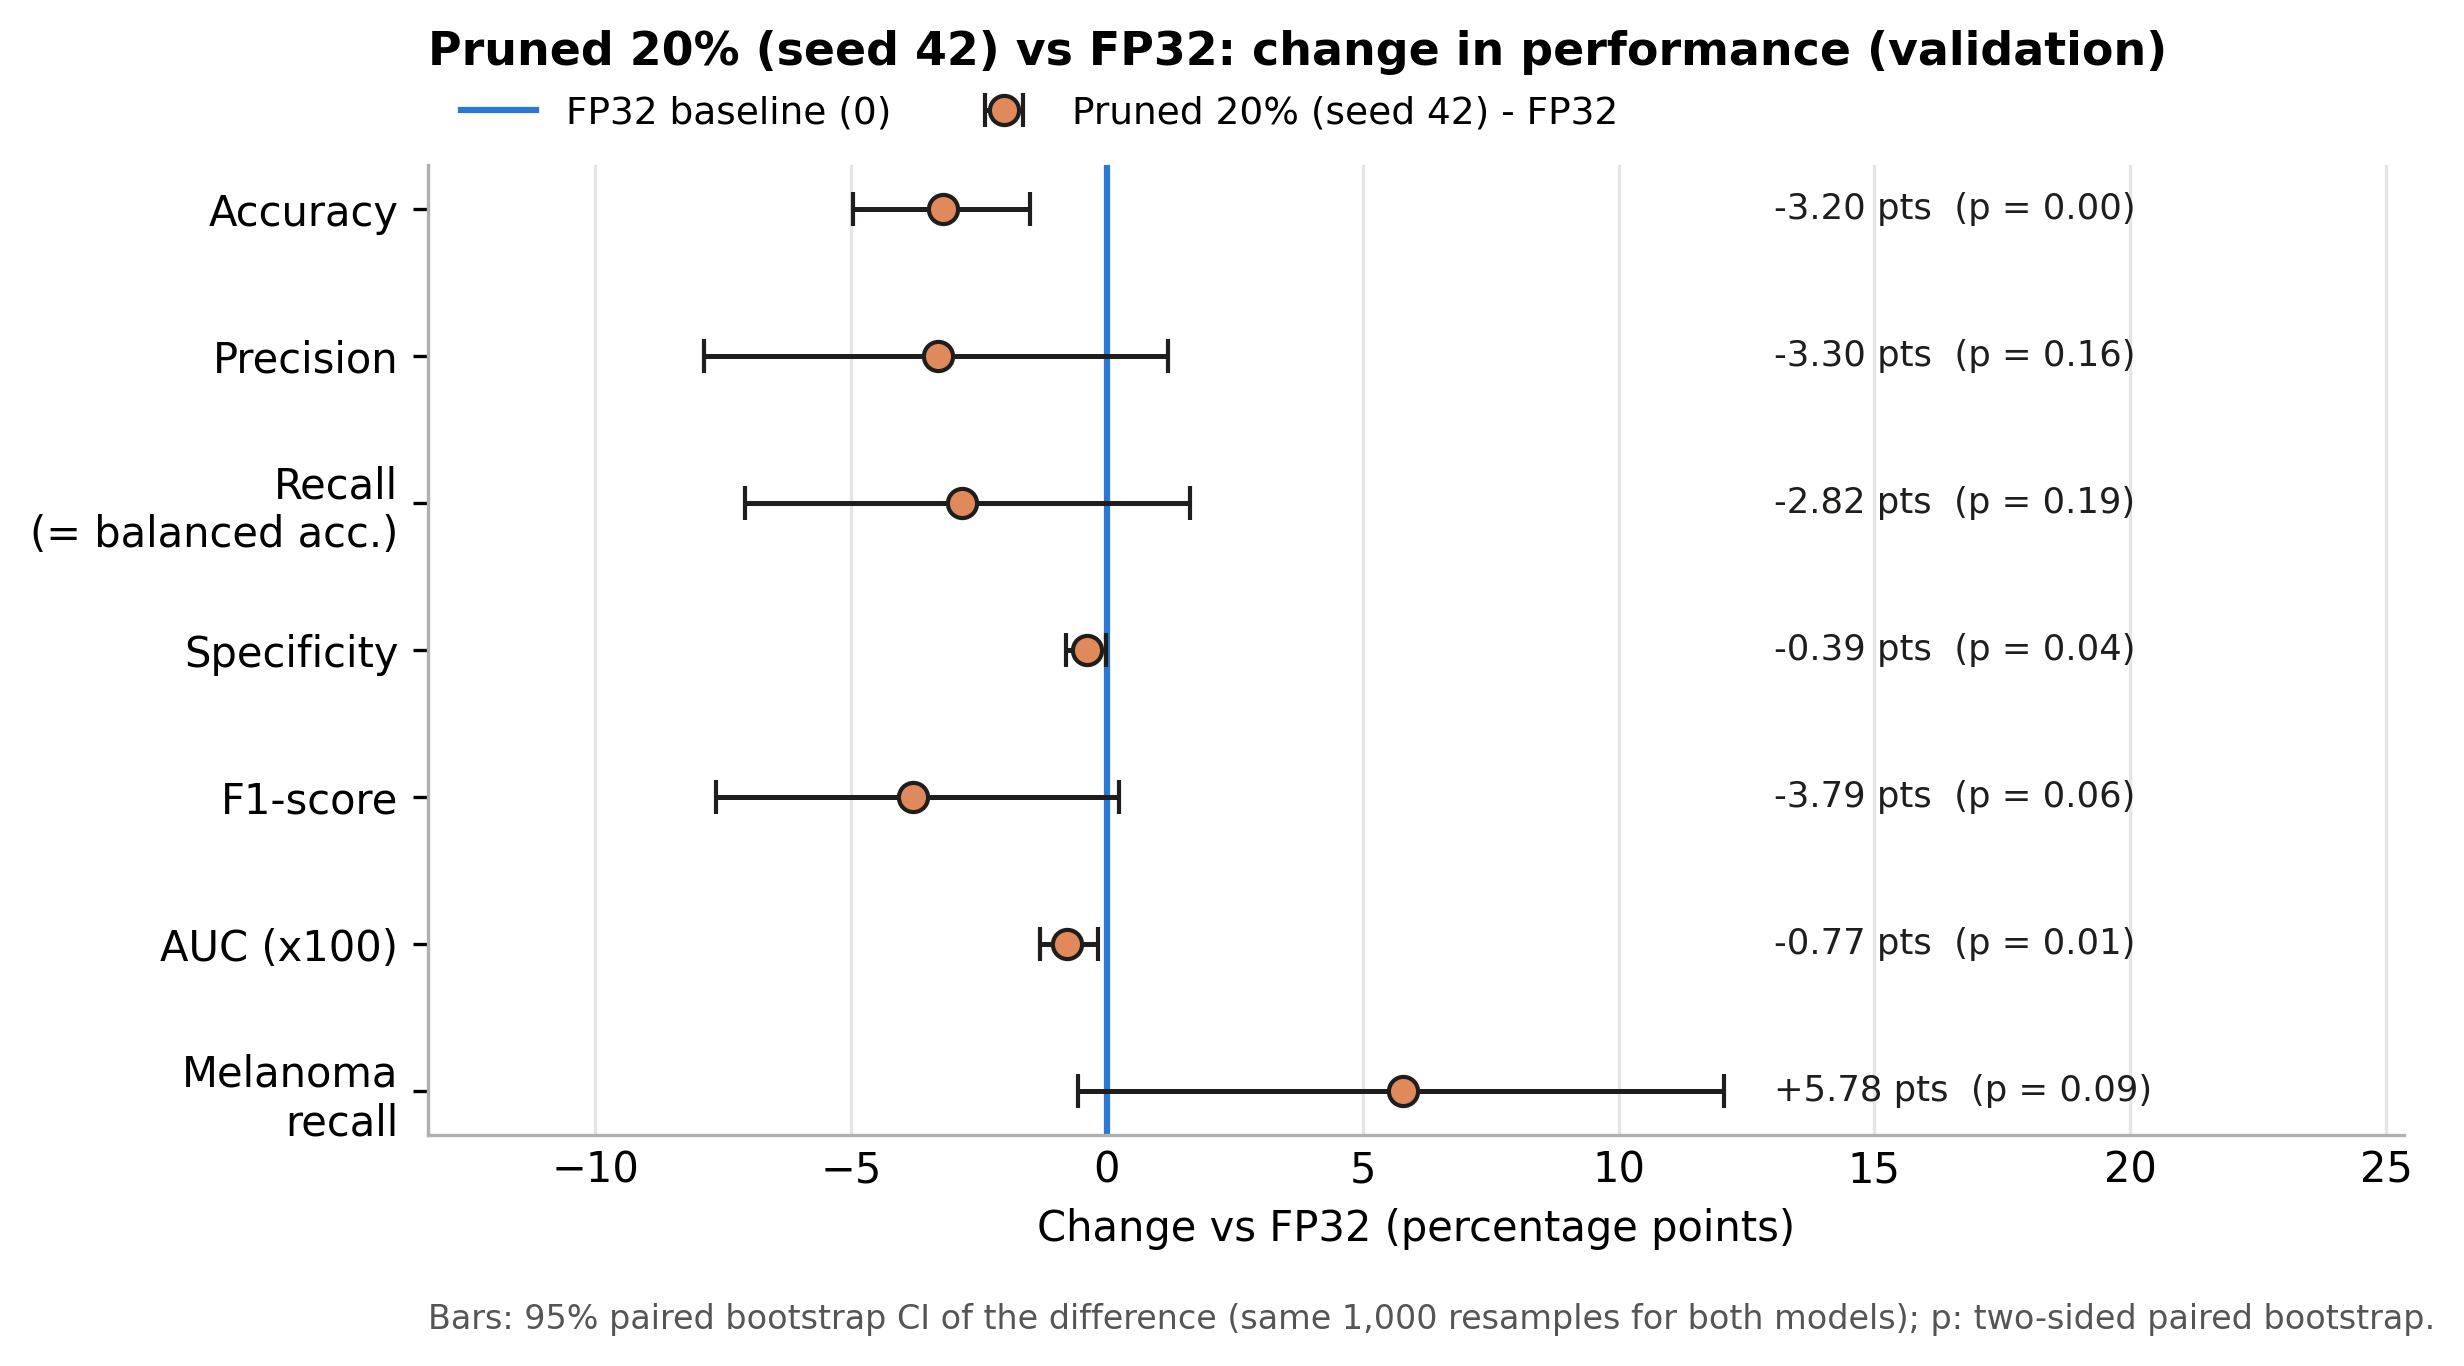 Pruned 20% (seed 42) vs FP32: change in performance (validation)
FP32 baseline (0)
Pruned 20% (seed 42) - FP32
Accuracy
-3.20 pts  (p = 0.00)
Precision
-3.30 pts  (p = 0.16)
Recall
(= balanced acc.)
-2.82 pts  (p = 0.19)
Specificity
-0.39 pts  (p = 0.04)
F1-score
-3.79 pts  (p = 0.06)
AUC (x100)
-0.77 pts  (p = 0.01)
Melanoma
recall
+5.78 pts  (p = 0.09)
−10 −5 0 5 10 15 20 25
Change vs FP32 (percentage points)
Bars: 95% paired bootstrap CI of the difference (same 1,000 resamples for both models); p: two-sided paired bootstrap.